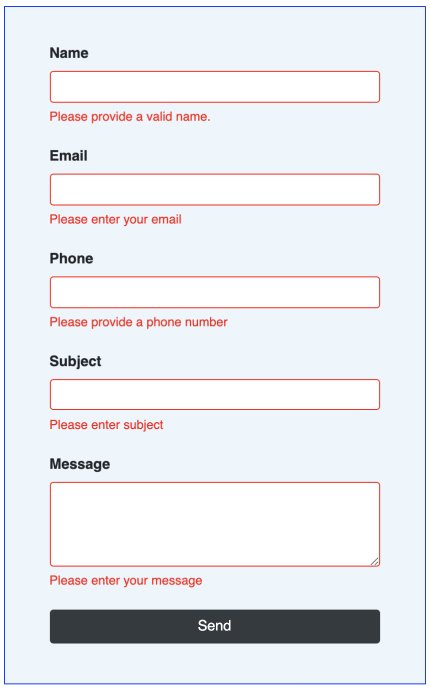 Name
Please provide a valid name.
Email
Please enter your email
Phone
Please provide a phone number
Subject
Please enter subject
Message
Please enter your message
Send